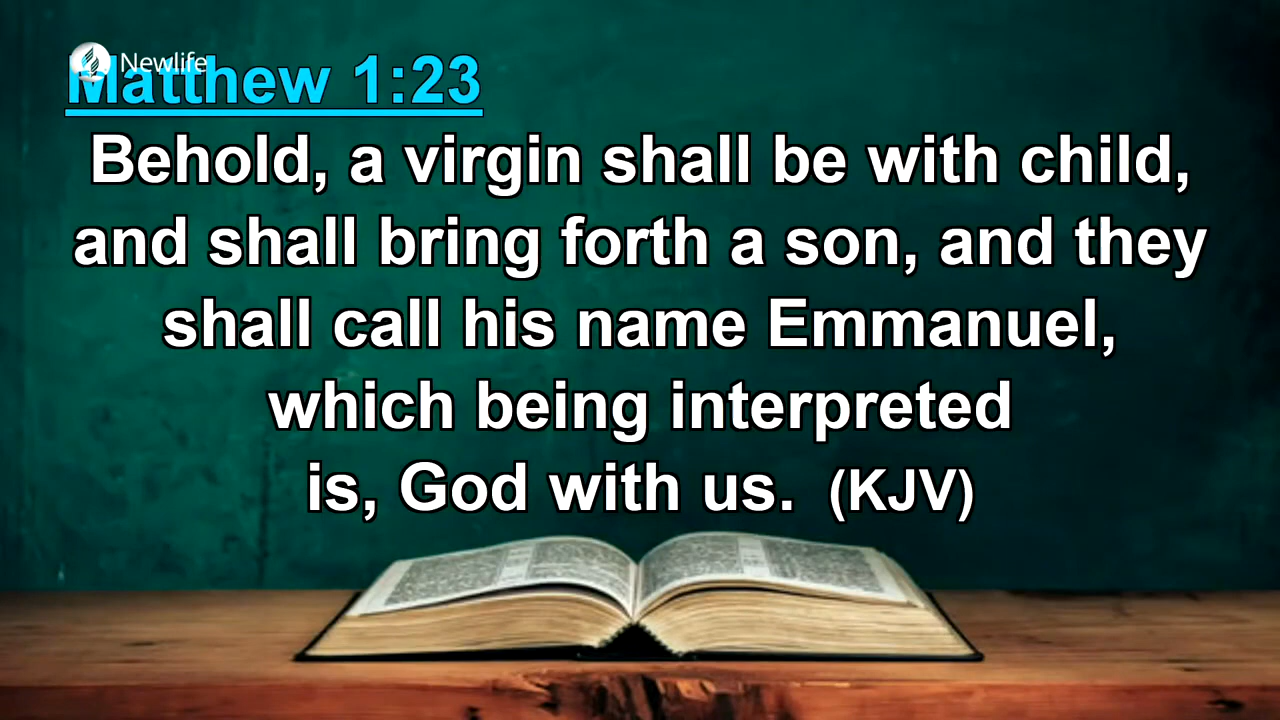 Newlife
Matthew 1:23
Behold, a virgin shall be with child,
and shall bring forth a son, and they
shall call his name Emmanuel,
which being interpreted
is, God with us. (KJV)